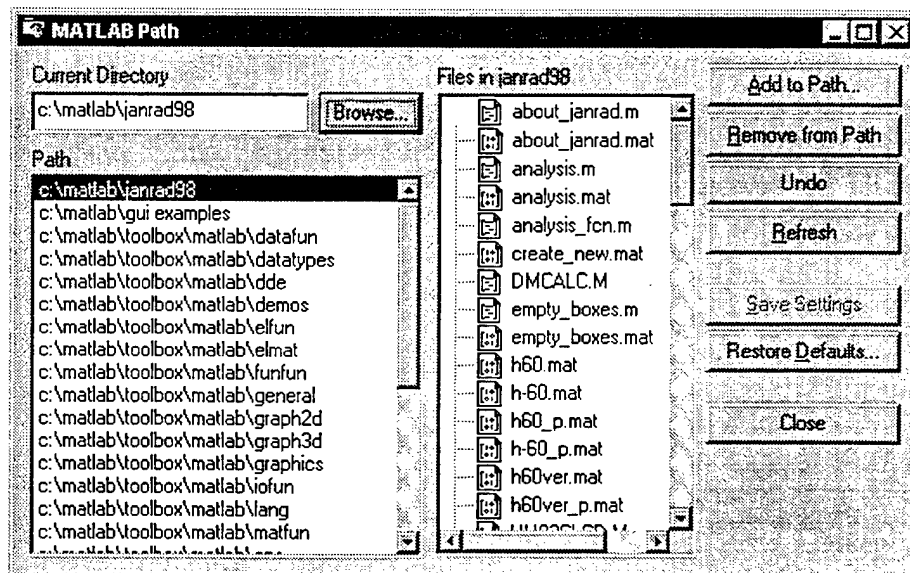 MATLAB Path
Current Directory
c:\matlab\janrad98
Browse...
Path
c:\matlab\janrad98
c:\matlab\gui examples
c:\matlab\toolbox\matlab\datafun
c:\matlab\toolbox\matlab\datatypes
c:\matlab\toolbox\matlab\dde
c:\matlab\toolbox\matlab\demos
c:\matlab\toolbox\matlab\elfun
c:\matlab\toolbox\matlab\elmat
c:\matlab\toolbox\matlab\funfun
c:\matlab\toolbox\matlab\general
c:\matlab\toolbox\matlab\graph2d
c:\matlab\toolbox\matlab\graph3d
c:\matlab\toolbox\matlab\graphics
c:\matlab\toolbox\matlab\iofun
c:\matlab\toolbox\matlab\lang
c:\matlab\toolbox\matlab\matfun
Files in janrad98
about_janrad.m
about_janrad.mat
analysis.m
analysis.mat
analysis_fcn.m
create_new.mat
DMCALC.M
empty_boxes.m
empty_boxes.mat
h60.mat
h-60.mat
h60_p.mat
h-60_p.mat
h60ver.mat
h60ver_p.mat
Add to Path...
Remove from Path
Undo
Refresh
Save Settings
Restore Defaults...
Close